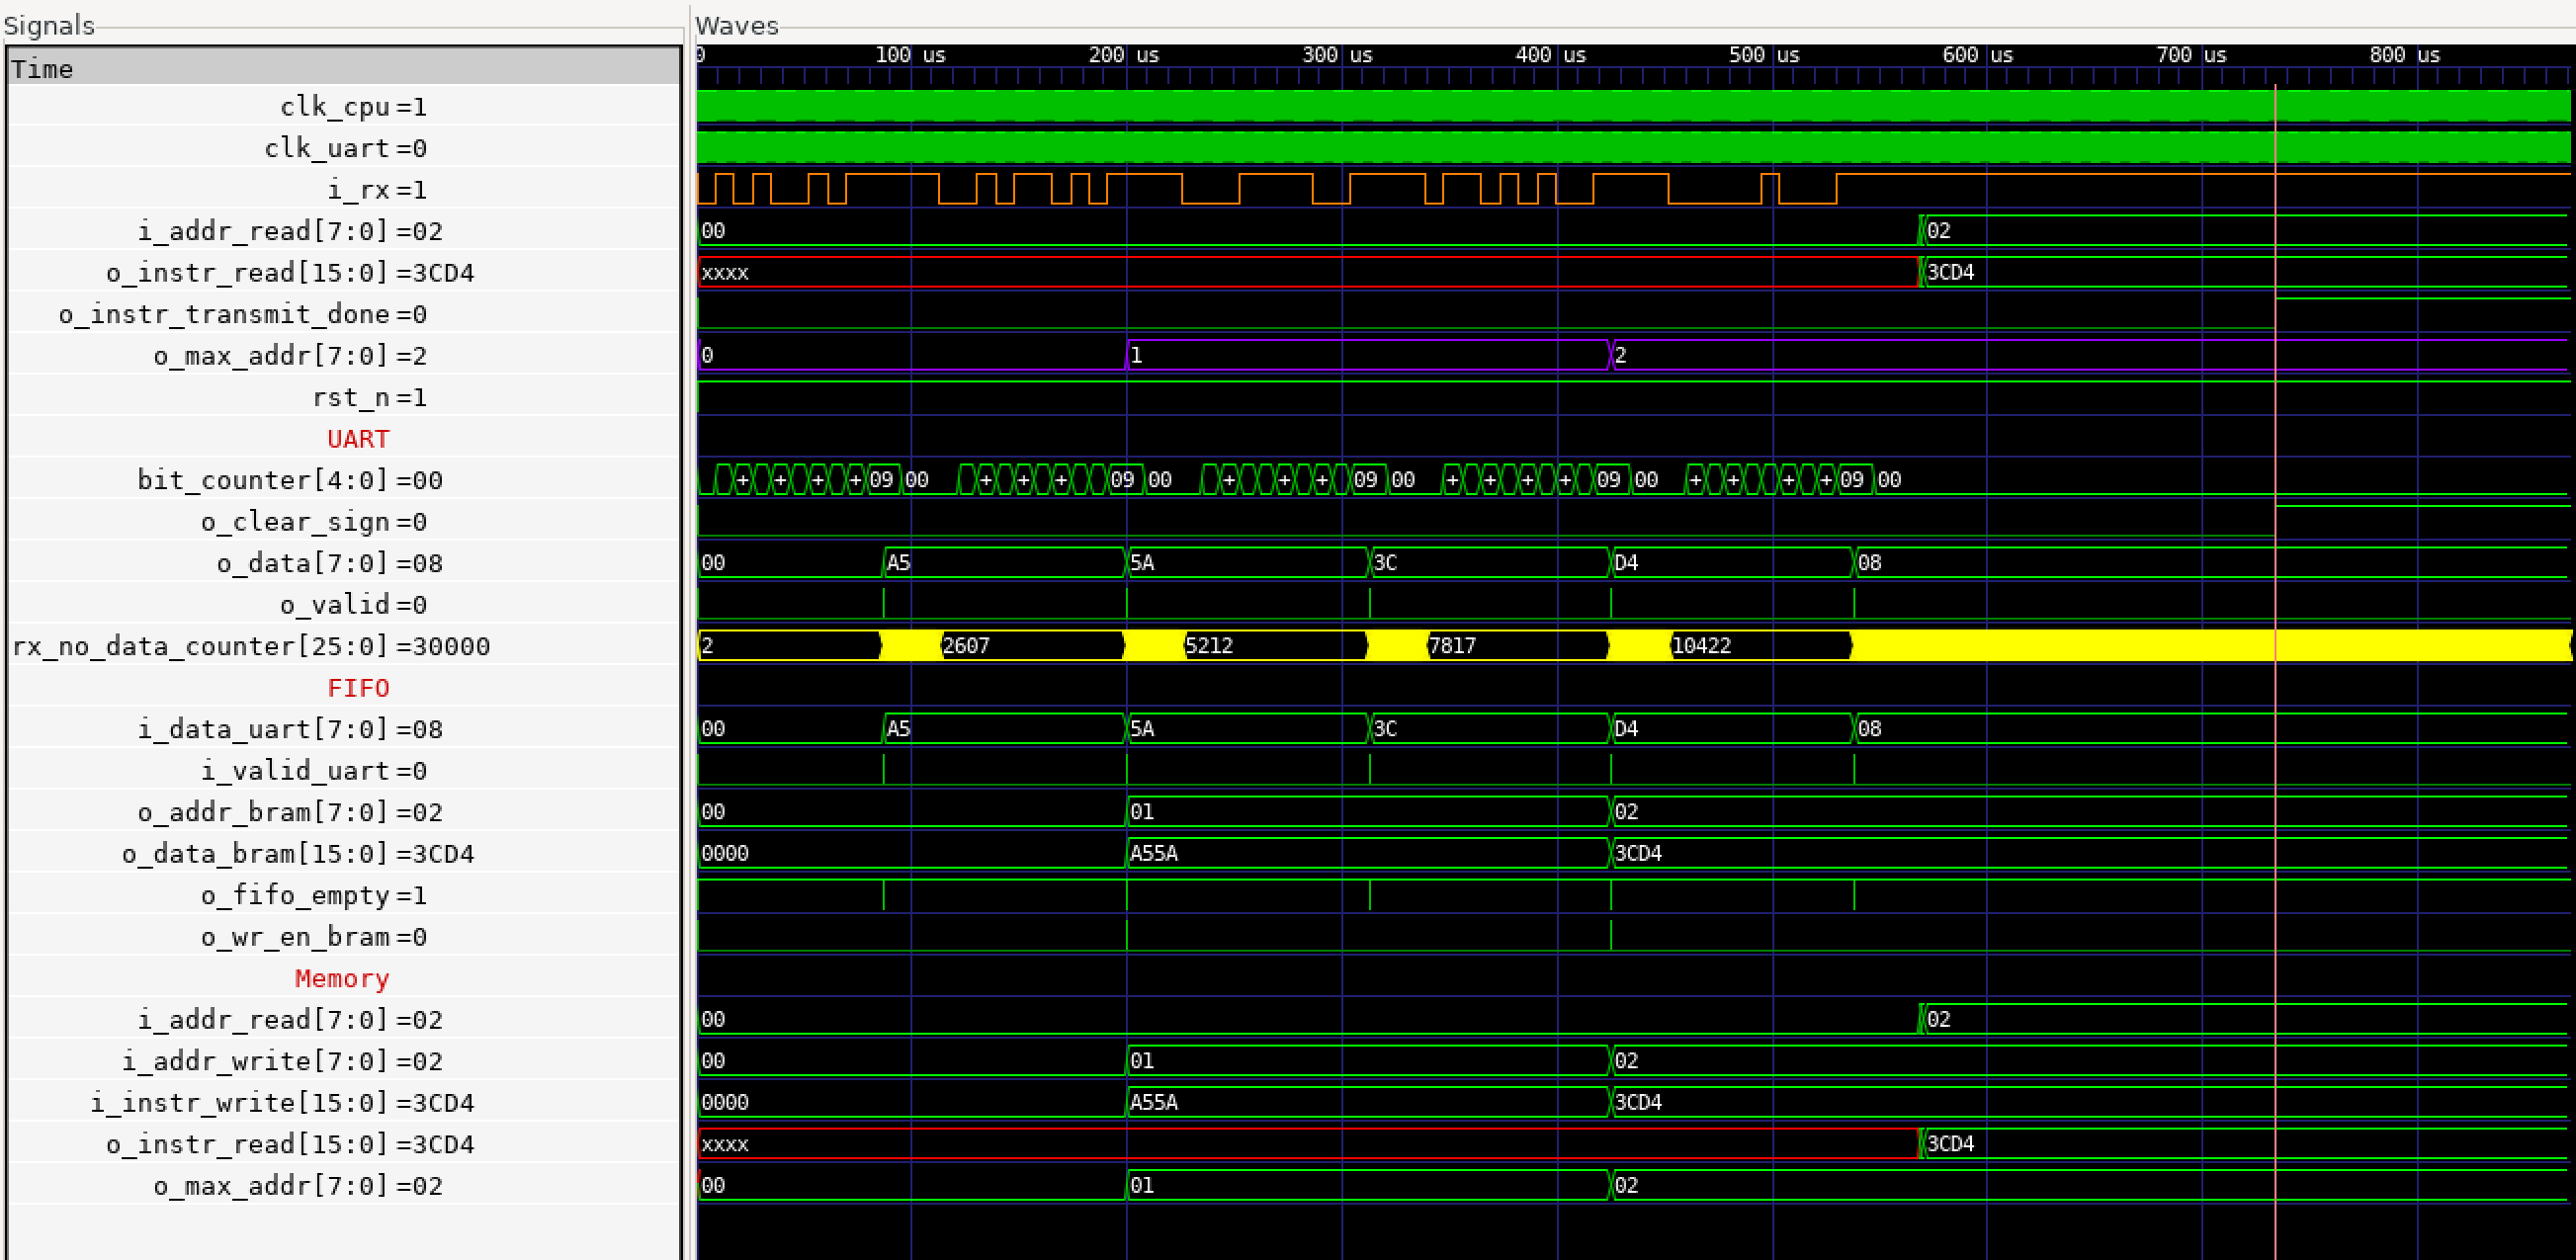 Signals
Waves
Time
0 100 us 200 us 300 us 400 us 500 us 600 us 700 us 800 us
clk_cpu=1
clk_uart=0
i_rx=1
i_addr_read[7:0]=02 00 02
o_instr_read[15:0]=3CD4 xxxx 3CD4
o_instr_transmit_done=0
o_max_addr[7:0]=2 0 1 2
rst_n=1
UART
bit_counter[4:0]=00 + + + + 09 00 + + + 09 00 + + + + 09 00 + + + + 09 00 + + + + 09 00
o_clear_sign=0
o_data[7:0]=08 00 A5 5A 3C D4 08
o_valid=0
rx_no_data_counter[25:0]=30000 2 2607 5212 7817 10422
FIFO
i_data_uart[7:0]=08 00 A5 5A 3C D4 08
i_valid_uart=0
o_addr_bram[7:0]=02 00 01 02
o_data_bram[15:0]=3CD4 0000 A55A 3CD4
o_fifo_empty=1
o_wr_en_bram=0
Memory
i_addr_read[7:0]=02 00 02
i_addr_write[7:0]=02 00 01 02
i_instr_write[15:0]=3CD4 0000 A55A 3CD4
o_instr_read[15:0]=3CD4 xxxx 3CD4
o_max_addr[7:0]=02 00 01 02